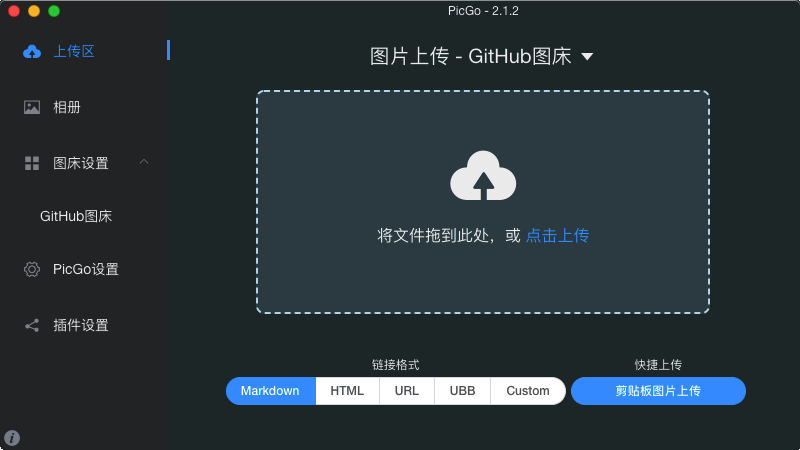 PicGo - 2.1.2
上传区
相册
图床设置
GitHub图床
PicGo设置
插件设置
图片上传 - GitHub图床
将文件拖到此处，或 点击上传
链接格式
Markdown HTML URL UBB Custom
快捷上传
剪贴板图片上传
i